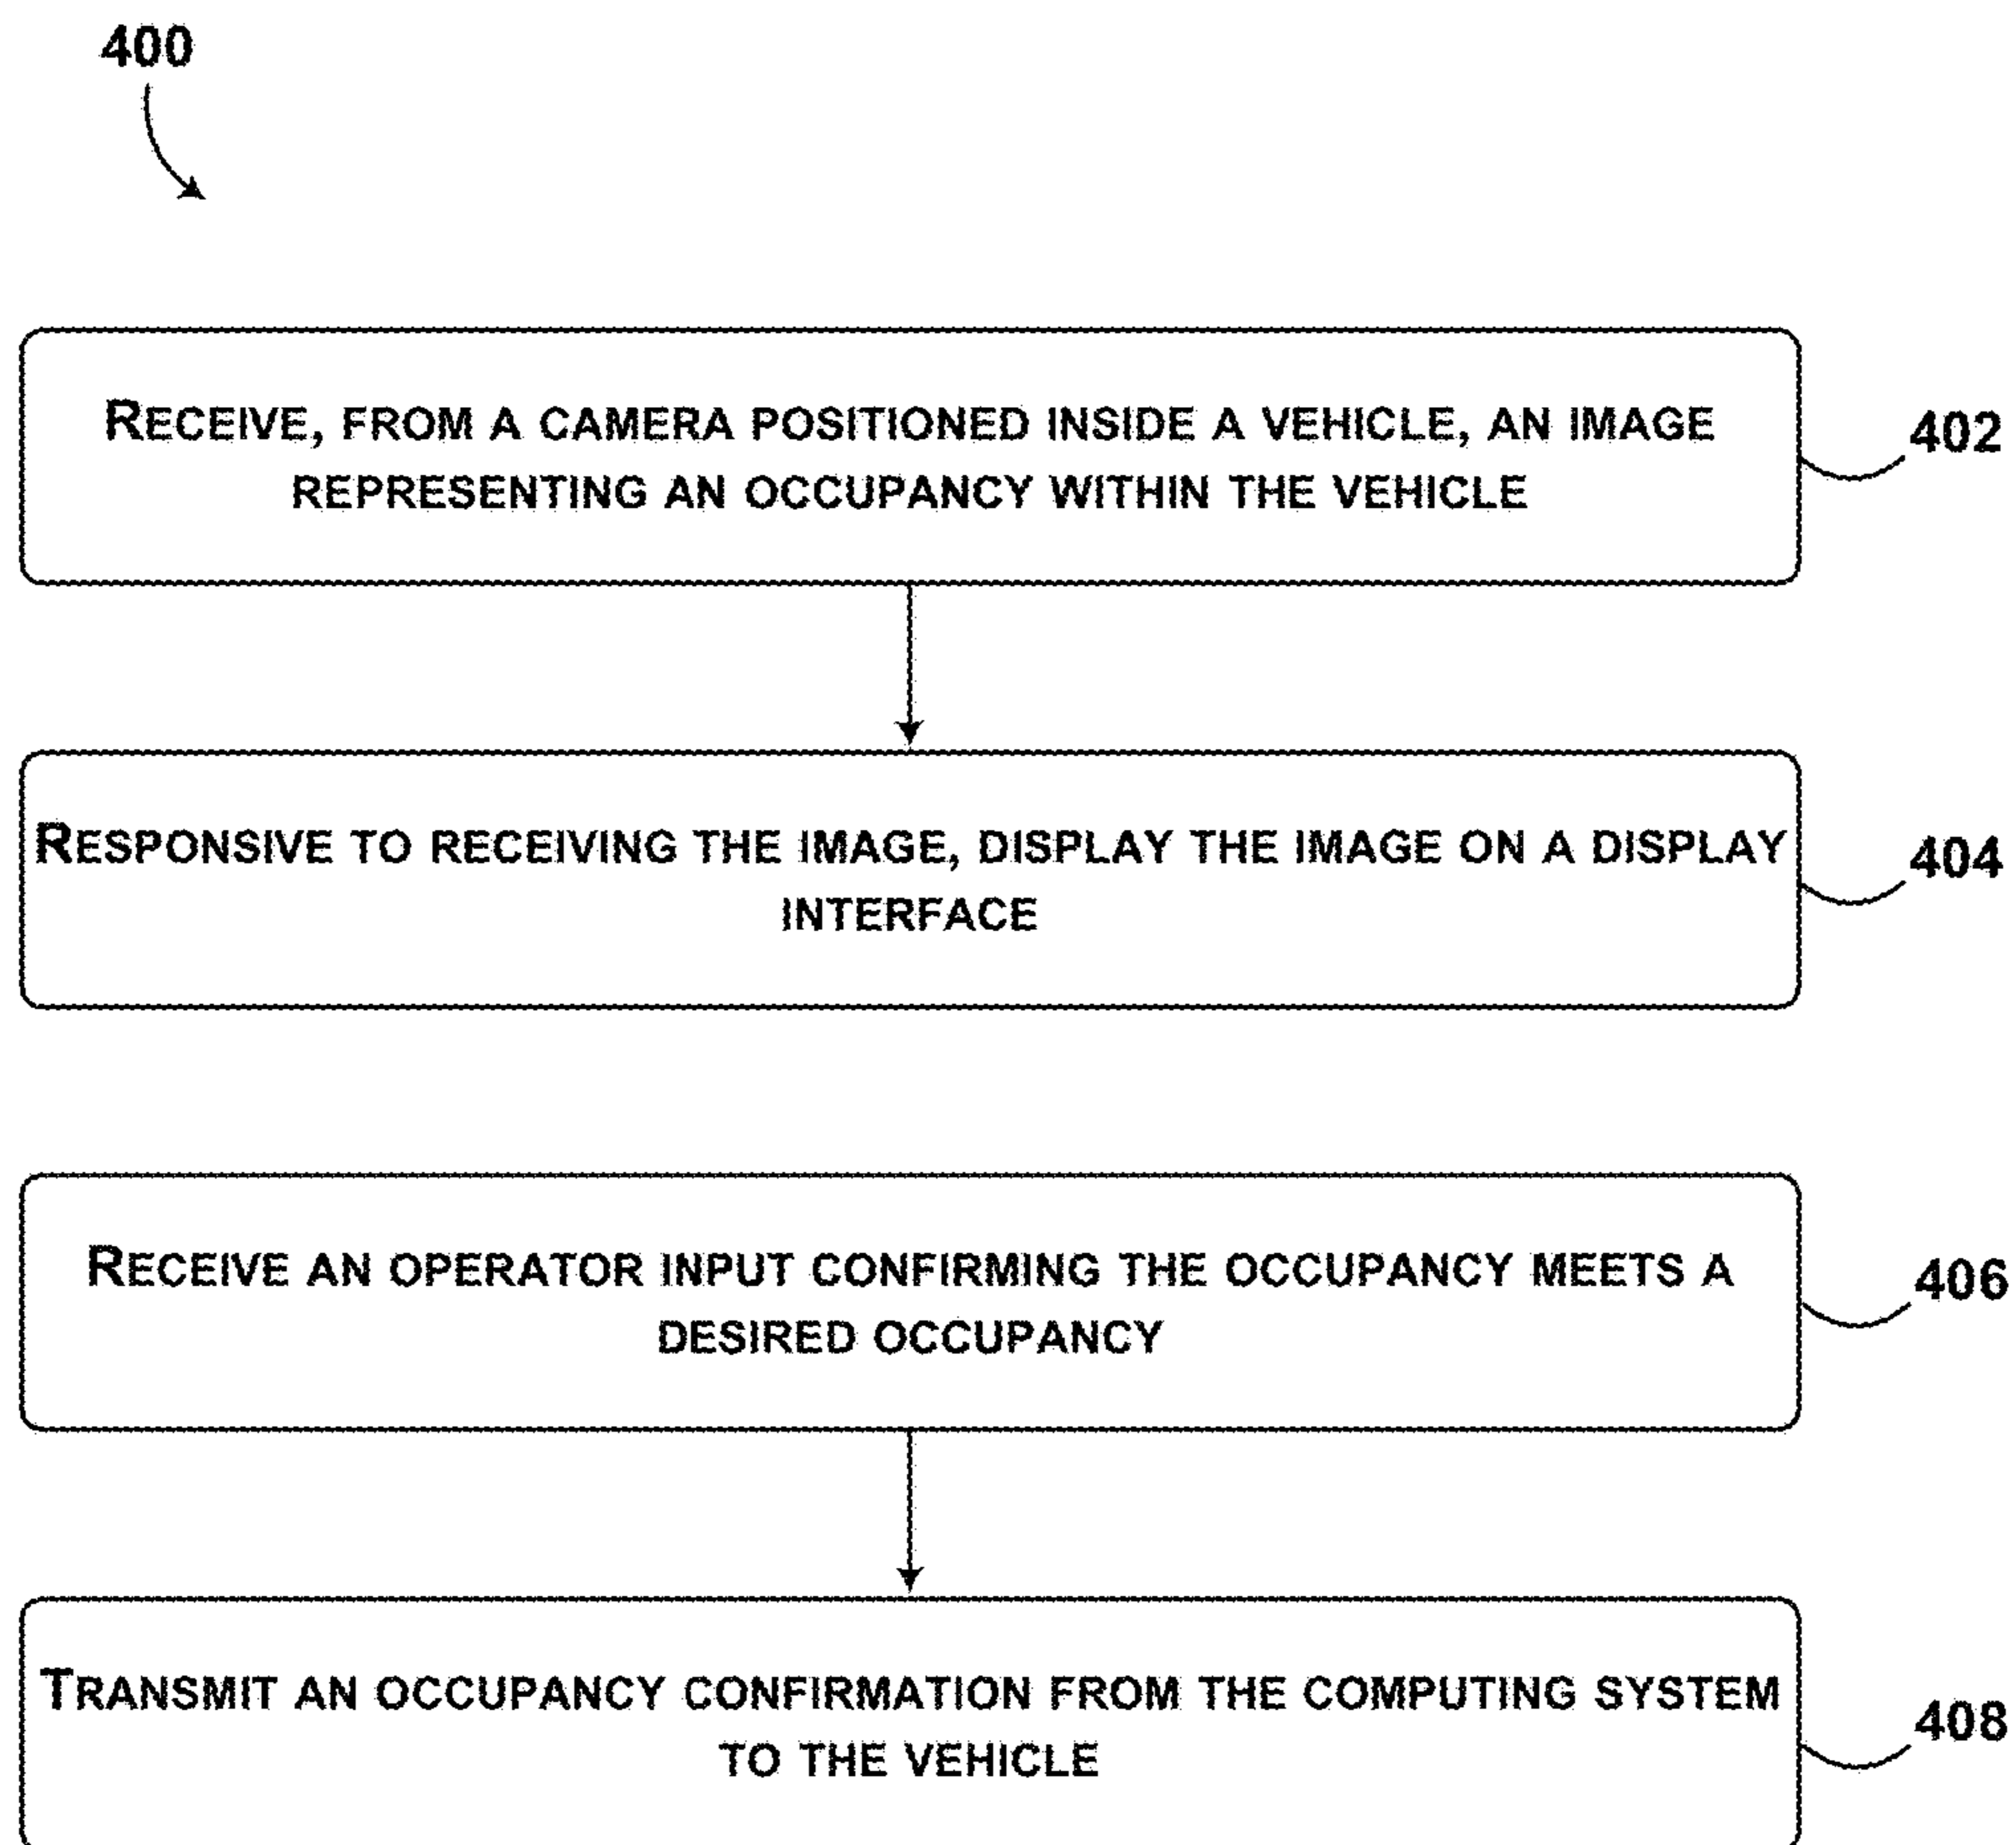 400
RECEIVE, FROM A CAMERA POSITIONED INSIDE A VEHICLE, AN IMAGE
REPRESENTING AN OCCUPANCY WITHIN THE VEHICLE
402
RESPONSIVE TO RECEIVING THE IMAGE, DISPLAY THE IMAGE ON A DISPLAY
INTERFACE
404
RECEIVE AN OPERATOR INPUT CONFIRMING THE OCCUPANCY MEETS A
DESIRED OCCUPANCY
406
TRANSMIT AN OCCUPANCY CONFIRMATION FROM THE COMPUTING SYSTEM
TO THE VEHICLE
408